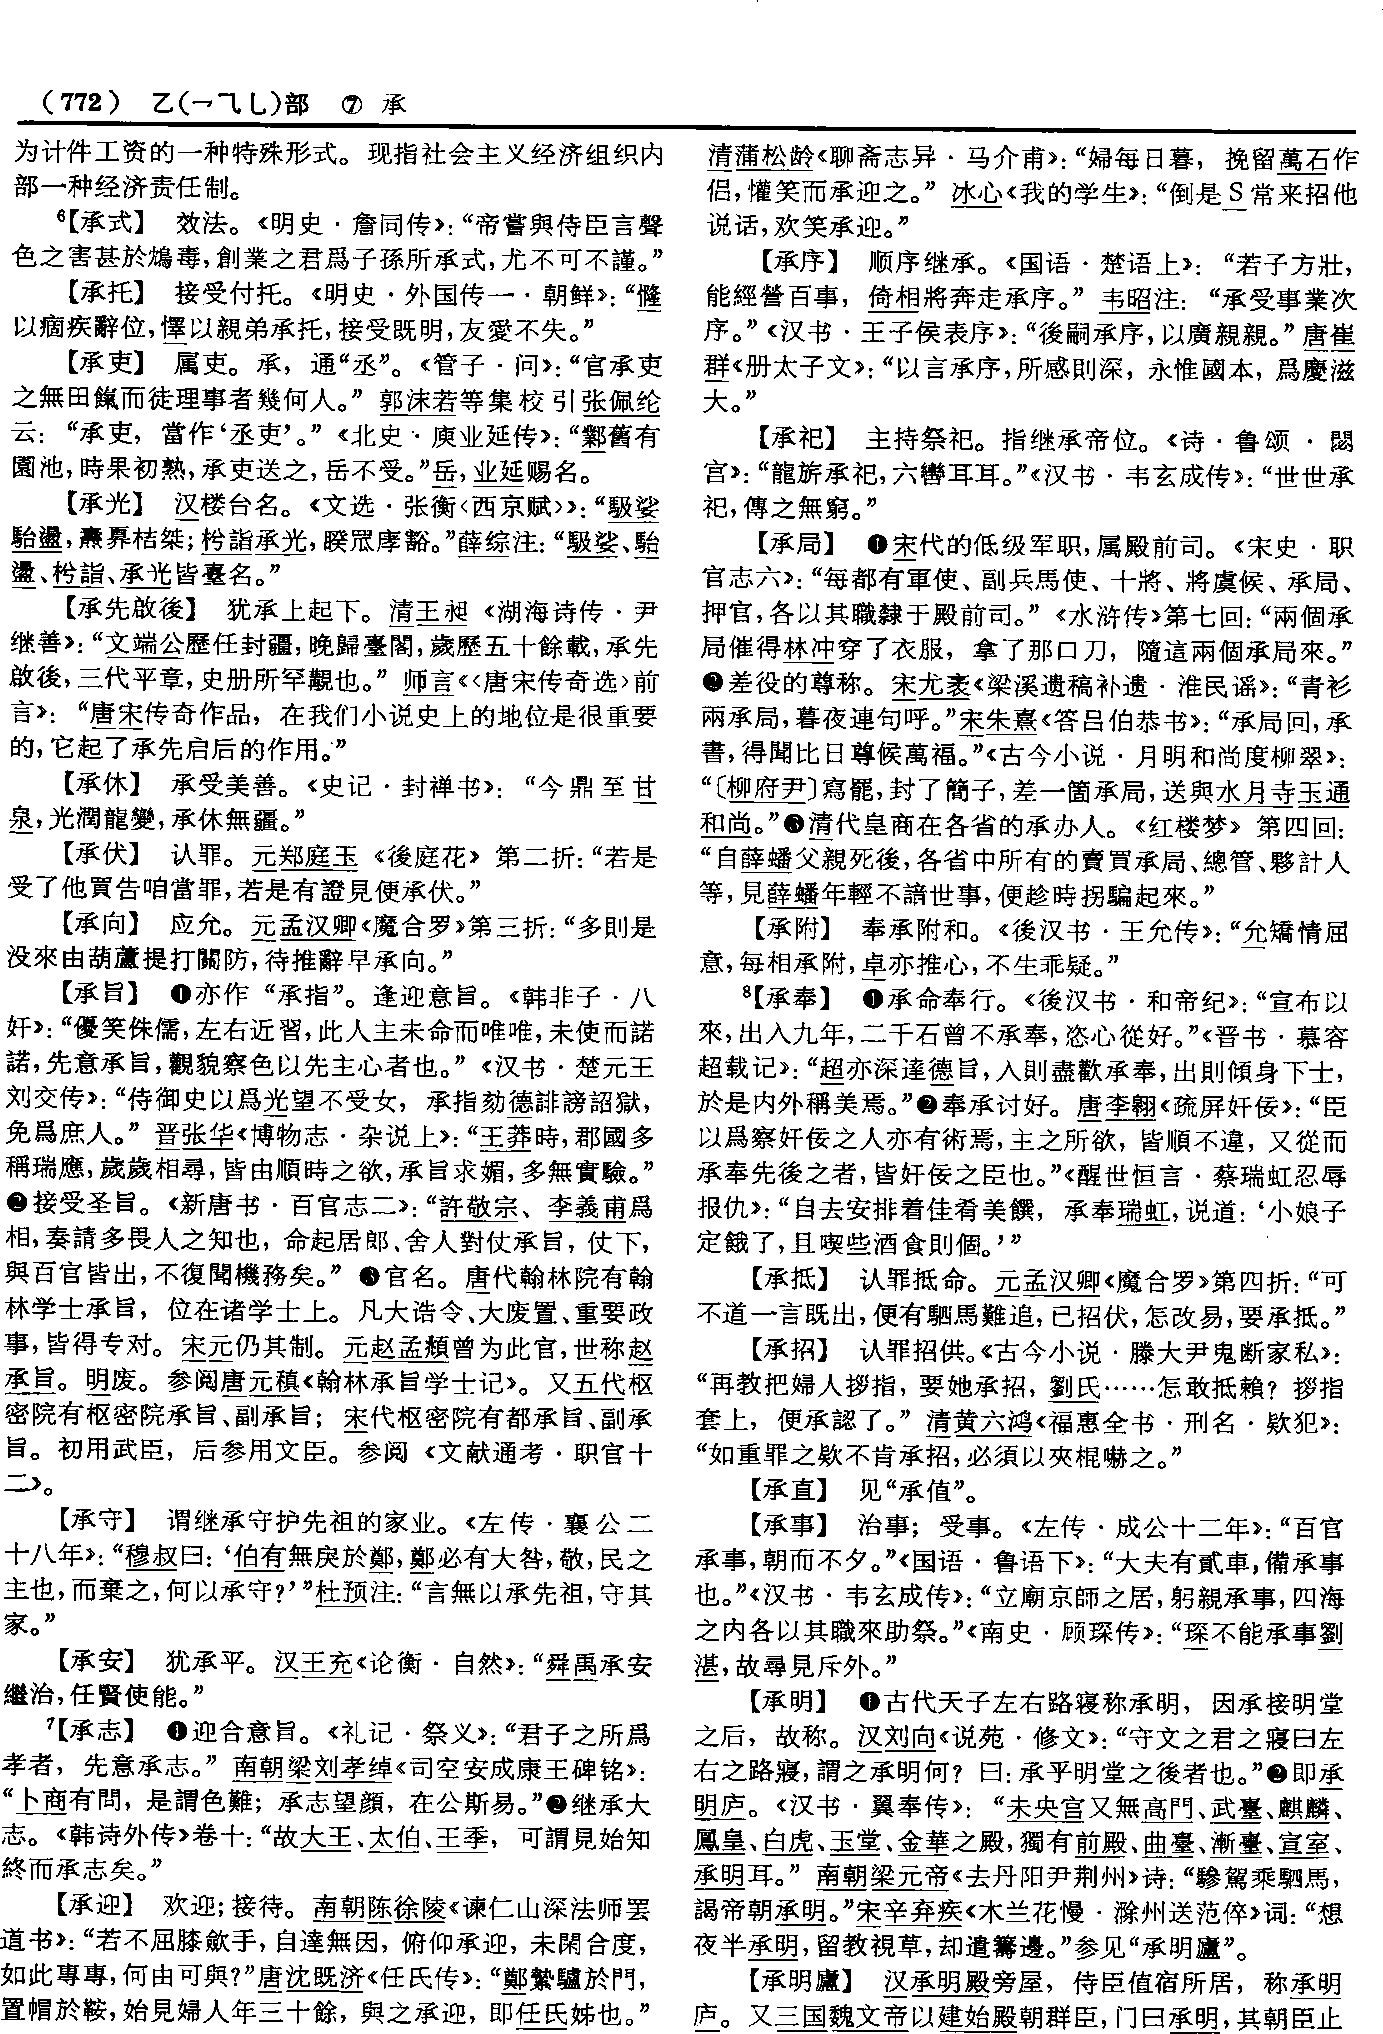 (772) 乙(㇀乁乚)部 ⑦ 承
为计件工资的一种特殊形式。现指社会主义经济组织内
部一种经济责任制。
⁶【承式】 效法。《明史·詹同传》：“帝嘗與侍臣言聲
色之害甚於鴆毒，創業之君爲子孫所承式，尤不可不謹。”
【承托】 接受付托。《明史·外国传一·朝鲜》：“㦕
以痼疾辭位，懌以親弟承托，接受既明，友愛不失。”
【承吏】 属吏。承，通“丞”。《管子·问》：“官承吏
之無田餼而徒理事者幾何人。” 郭沫若等集校引张佩纶
云：“承吏，當作‘丞吏’。”《北史·庾业延传》：“鄴舊有
園池，時果初熟，承吏送之，岳不受。”岳，业延赐名。
【承光】 汉楼台名。《文选·张衡〈西京赋〉》：“馺娑
駘盪，燾奡桔桀；枍詣承光，睽罛庨豁。”薛综注：“馺娑、駘
盪、枍詣、承光皆臺名。”
【承先啟後】 犹承上起下。清王昶《湖海诗传·尹
继善》：“文端公歷任封疆，晚歸臺閣，歲歷五十餘載，承先
啟後，三代平章，史册所罕觀也。” 师言《〈唐宋传奇选〉前
言》：“唐宋传奇作品，在我们小说史上的地位是很重要
的，它起了承先启后的作用。”
【承休】 承受美善。《史记·封禅书》：“今鼎至甘
泉，光潤龍變，承休無疆。”
【承伏】 认罪。元郑庭玉《後庭花》第二折：“若是
受了他買告咱當罪，若是有證見便承伏。”
【承向】 应允。元孟汉卿《魔合罗》第三折：“多則是
没來由葫蘆提打關防，待推辭早承向。”
【承旨】 ❶亦作“承指”。逢迎意旨。《韩非子·八
奸》：“優笑侏儒，左右近習，此人主未命而唯唯，未使而諾
諾，先意承旨，觀貌察色以先主心者也。”《汉书·楚元王
刘交传》：“侍御史以爲光望不受女，承指劾德誹謗詔獄，
免爲庶人。” 晋张华《博物志·杂说上》：“王莽時，郡國多
稱瑞應，歲歲相尋，皆由順時之欲，承旨求媚，多無實驗。”
❷接受圣旨。《新唐书·百官志二》：“許敬宗、李義甫爲
相，奏請多畏人之知也，命起居郎、舍人對仗承旨，仗下，
與百官皆出，不復聞機務矣。” ❸官名。唐代翰林院有翰
林学士承旨，位在诸学士上。凡大诰令、大废置、重要政
事，皆得专对。宋元仍其制。元赵孟頫曾为此官，世称赵
承旨。明废。参阅唐元稹《翰林承旨学士记》。又五代枢
密院有枢密院承旨、副承旨；宋代枢密院有都承旨、副承
旨。初用武臣，后参用文臣。参阅《文献通考·职官十
二》。
【承守】 谓继承守护先祖的家业。《左传·襄公二
十八年》：“穆叔曰：‘伯有無戾於鄭，鄭必有大咎，敬，民之
主也，而棄之，何以承守？’”杜预注：“言無以承先祖，守其
家。”
【承安】 犹承平。汉王充《论衡·自然》：“舜禹承安
繼治，任賢使能。”
⁷【承志】 ❶迎合意旨。《礼记·祭义》：“君子之所爲
孝者，先意承志。” 南朝梁刘孝绰《司空安成康王碑铭》：
“卜商有問，是謂色難；承志望顔，在公斯易。”❷继承大
志。《韩诗外传》卷十：“故大王、太伯、王季，可謂見始知
終而承志矣。”
【承迎】 欢迎；接待。南朝陈徐陵《谏仁山深法师罢
道书》：“若不屈膝斂手，自達無因，俯仰承迎，未閑合度，
如此專專，何由可與？”唐沈既济《任氏传》：“鄭縶驢於門，
置帽於鞍，始見婦人年三十餘，與之承迎，即任氏姊也。”
清蒲松龄《聊斋志异·马介甫》：“婦每日暮，挽留萬石作
侣，懽笑而承迎之。” 冰心《我的学生》：“倒是S常来招他
说话，欢笑承迎。”
【承序】 顺序继承。《国语·楚语上》：“若子方壯，
能經營百事，倚相將奔走承序。” 韦昭注：“承受事業次
序。”《汉书·王子侯表序》：“後嗣承序，以廣親親。”唐崔
群《册太子文》：“以言承序，所感則深，永惟國本，爲慶滋
大。”
【承祀】 主持祭祀。指继承帝位。《诗·鲁颂·閟
宫》：“龍旂承祀，六轡耳耳。”《汉书·韦玄成传》：“世世承
祀，傳之無窮。”
【承局】 ❶宋代的低级军职，属殿前司。《宋史·职
官志六》：“每都有軍使、副兵馬使、十將、將虞候、承局、
押官，各以其職隸于殿前司。”《水浒传》第七回：“兩個承
局催得林冲穿了衣服，拿了那口刀，隨這兩個承局來。”
❷差役的尊称。宋尤袤《梁溪遗稿补遗·淮民谣》：“青衫
兩承局，暮夜連句呼。”宋朱熹《答吕伯恭书》：“承局回，承
書，得聞比日尊候萬福。”《古今小说·月明和尚度柳翠》：
“〔柳府尹〕寫罷，封了簡子，差一箇承局，送與水月寺玉通
和尚。”❸清代皇商在各省的承办人。《红楼梦》第四回：
“自薛蟠父親死後，各省中所有的賣買承局、總管、夥計人
等，見薛蟠年輕不諳世事，便趁時拐騙起來。”
【承附】 奉承附和。《後汉书·王允传》：“允矯情屈
意，每相承附，卓亦推心，不生乖疑。”
⁸【承奉】 ❶承命奉行。《後汉书·和帝纪》：“宣布以
來，出入九年，二千石曾不承奉，恣心從好。”《晋书·慕容
超载记》：“超亦深達德旨，入則盡歡承奉，出則傾身下士，
於是内外稱美焉。”❷奉承讨好。唐李翱《疏屏奸佞》：“臣
以爲察奸佞之人亦有術焉，主之所欲，皆順不違，又從而
承奉先後之者，皆奸佞之臣也。”《醒世恒言·蔡瑞虹忍辱
报仇》：“自去安排着佳肴美饌，承奉瑞虹，说道：‘小娘子
定餓了，且喫些酒食則個。’”
【承抵】 认罪抵命。元孟汉卿《魔合罗》第四折：“可
不道一言既出，便有駟馬難追，已招伏，怎改易，要承抵。”
【承招】 认罪招供。《古今小说·滕大尹鬼断家私》：
“再教把婦人拶指，要她承招，劉氏……怎敢抵賴？拶指
套上，便承認了。” 清黄六鸿《福惠全书·刑名·欵犯》：
“如重罪之欵不肯承招，必須以夾棍嚇之。”
【承直】 见“承值”。
【承事】 治事；受事。《左传·成公十二年》：“百官
承事，朝而不夕。”《国语·鲁语下》：“大夫有貳車，備承事
也。”《汉书·韦玄成传》：“立廟京師之居，躬親承事，四海
之内各以其職來助祭。”《南史·顾琛传》：“琛不能承事劉
湛，故尋見斥外。”
【承明】 ❶古代天子左右路寝称承明，因承接明堂
之后，故称。汉刘向《说苑·修文》：“守文之君之寢曰左
右之路寢，謂之承明何？曰：承乎明堂之後者也。”❷即承
明庐。《汉书·翼奉传》：“未央宫又無高門、武臺、麒麟、
鳳皇、白虎、玉堂、金華之殿，獨有前殿、曲臺、漸臺、宣室、
承明耳。” 南朝梁元帝《去丹阳尹荆州》诗：“驂駕乘駟馬，
謁帝朝承明。”宋辛弃疾《木兰花慢·滁州送范倅》词：“想
夜半承明，留教視草，却遣籌邊。”参见“承明廬”。
【承明廬】 汉承明殿旁屋，侍臣值宿所居，称承明
庐。又三国魏文帝以建始殿朝群臣，门曰承明，其朝臣止